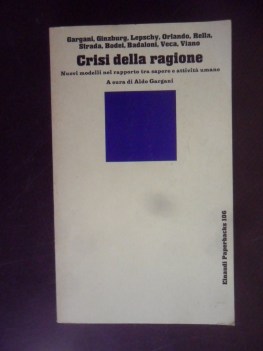 Gargani, Ginzburg, Lepschy, Orlando, Rella,
Strada, Bodei, Badaloni, Veca, Viano
Crisi della ragione
Nuovi modelli nel rapporto tra sapere e attività umane
A cura di Aldo Gargani
Einaudi Paperbacks 106